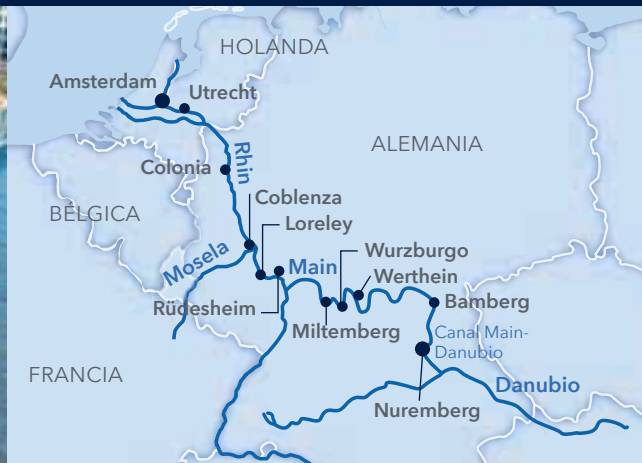 HOLANDA
Amsterdam
Utrecht
ALEMANIA
Rhin
Colonia
Coblenza
BÉLGICA
Loreley
Mosela
Main
Wurzburgo
Werthein
Rüdesheim
Miltemberg
Bamberg
Canal Main-
Danubio
FRANCIA
Danubio
Nuremberg